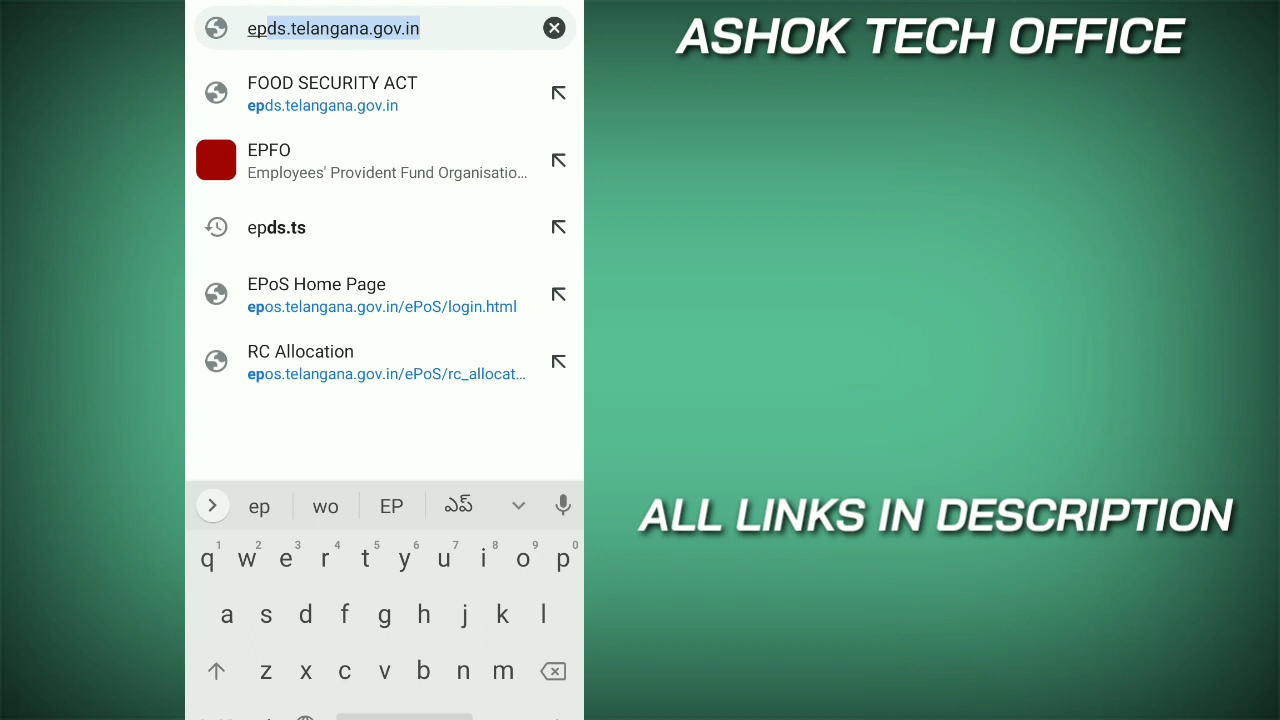 epds.telangana.gov.in
FOOD SECURITY ACT
epds.telangana.gov.in
EPFO
Employees' Provident Fund Organisatio...
epds.ts
EPoS Home Page
epos.telangana.gov.in/ePoS/login.html
RC Allocation
epos.telangana.gov.in/ePoS/rc_allocat...
ep wo EP ఎప్
1 2 3 4 5 6 7 8 9 0
q w e r t y u i o p
a s d f g h j k l
z x c v b n m
ASHOK TECH OFFICE
ALL LINKS IN DESCRIPTION